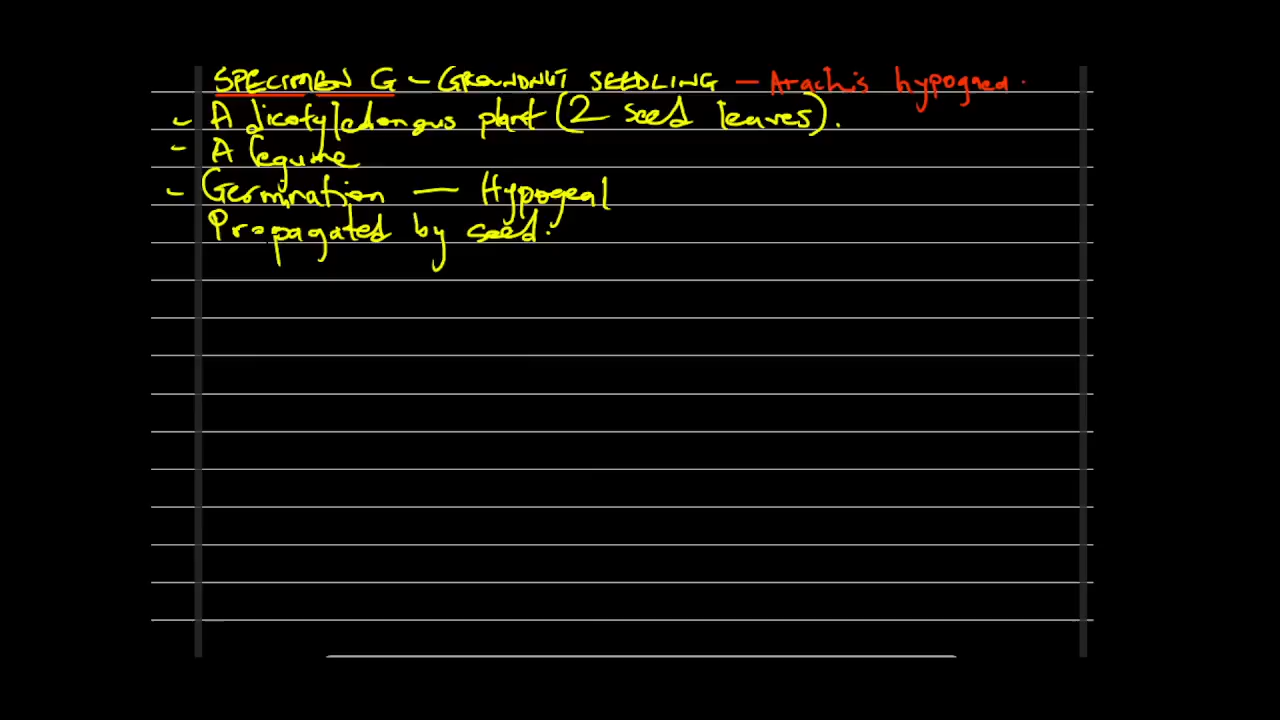 SPECIMEN G - GROUNDNUT SEEDLING - Arachis hypogaea.
- A dicotyledonous plant (2 seed leaves).
- A legume
- Germination - Hypogeal
Propagated by seed.